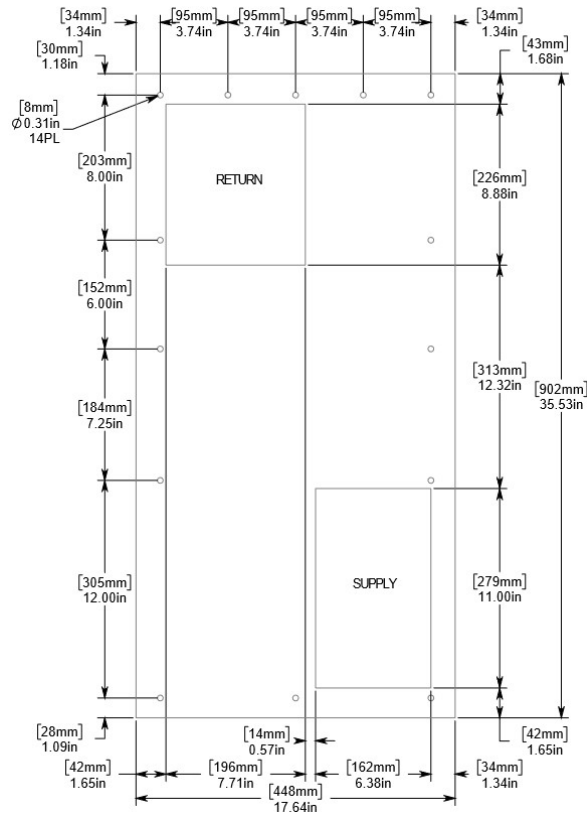 [34mm]
1.34in
[95mm]
3.74in
[95mm]
3.74in
[95mm]
3.74in
[95mm]
3.74in
[34mm]
1.34in
[30mm]
1.18in
[43mm]
1.68in
[8mm]
Ø0.31in
14PL
[203mm]
8.00in
RETURN
[226mm]
8.88in
[152mm]
6.00in
[313mm]
12.32in
[902mm]
35.53in
[184mm]
7.25in
[305mm]
12.00in
SUPPLY
[279mm]
11.00in
[28mm]
1.09in
[14mm]
0.57in
[42mm]
1.65in
[42mm]
1.65in
[196mm]
7.71in
[162mm]
6.38in
[34mm]
1.34in
[448mm]
17.64in